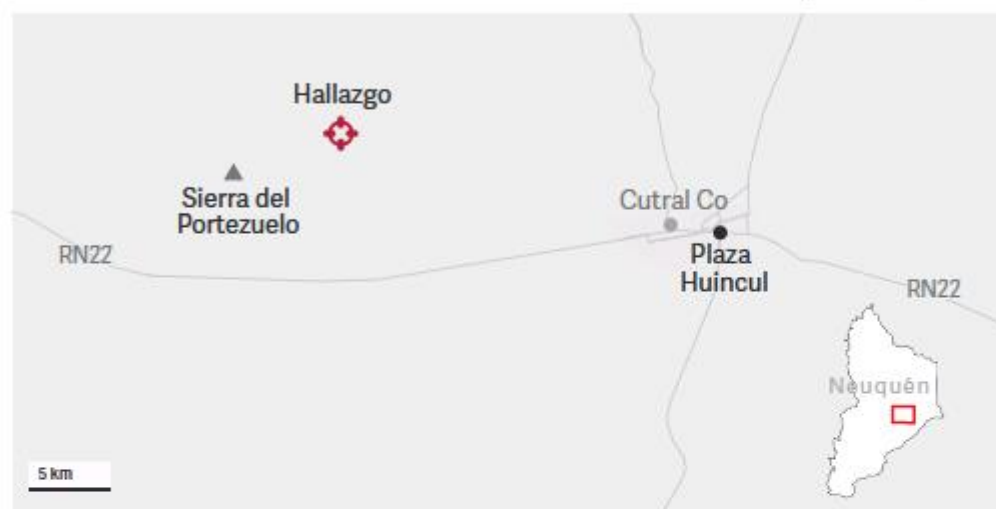 Hallazgo
Sierra del
Portezuelo
RN22
Cutral Co
Plaza
Huincul
RN22
Neuquén
5 km